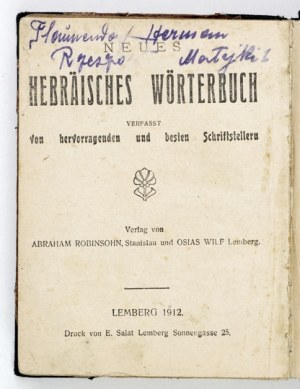 Herman
NEUES
HEBRÄISCHES WÖRTERBUCH
VERFASST
von hervorragenden und besten Schriftstellern
Verlag von
ABRAHAM ROBINSOHN, Stanislau und OSIAS WILF Lemberg.
LEMBERG 1912.
Druck von E. Salat Lemberg Sonnengasse 25.